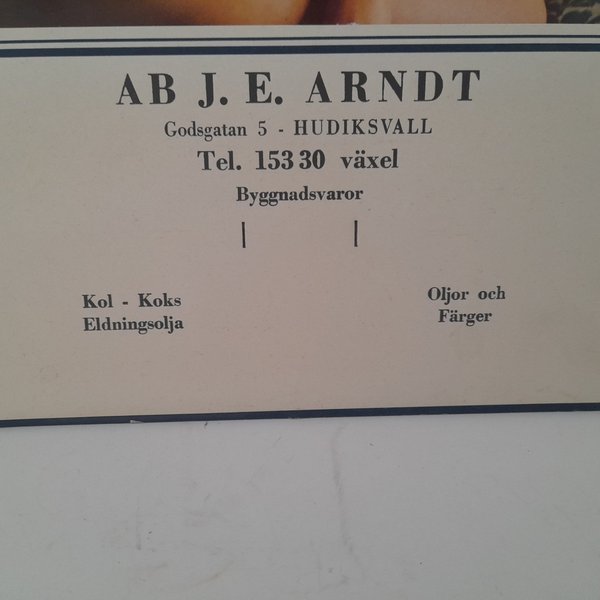 AB J. E. ARNDT
Godsgatan 5 - HUDIKSVALL
Tel. 153 30 växel
Byggnadsvaror
Kol - Koks
Eldningsolja
Oljor och
Färger